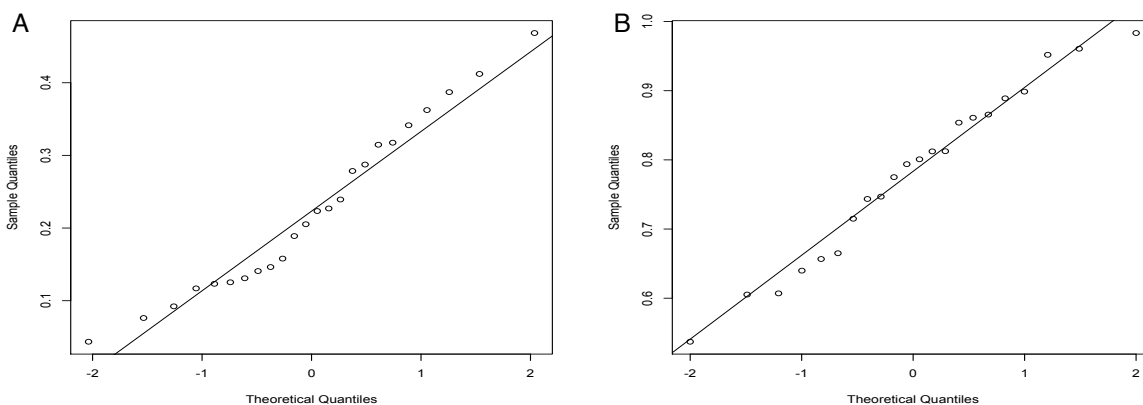 A
Sample Quantiles
0.4
0.3
0.2
0.1
-2 -1 0 1 2
Theoretical Quantiles
B
Sample Quantiles
1.0
0.9
0.8
0.7
0.6
-2 -1 0 1 2
Theoretical Quantiles